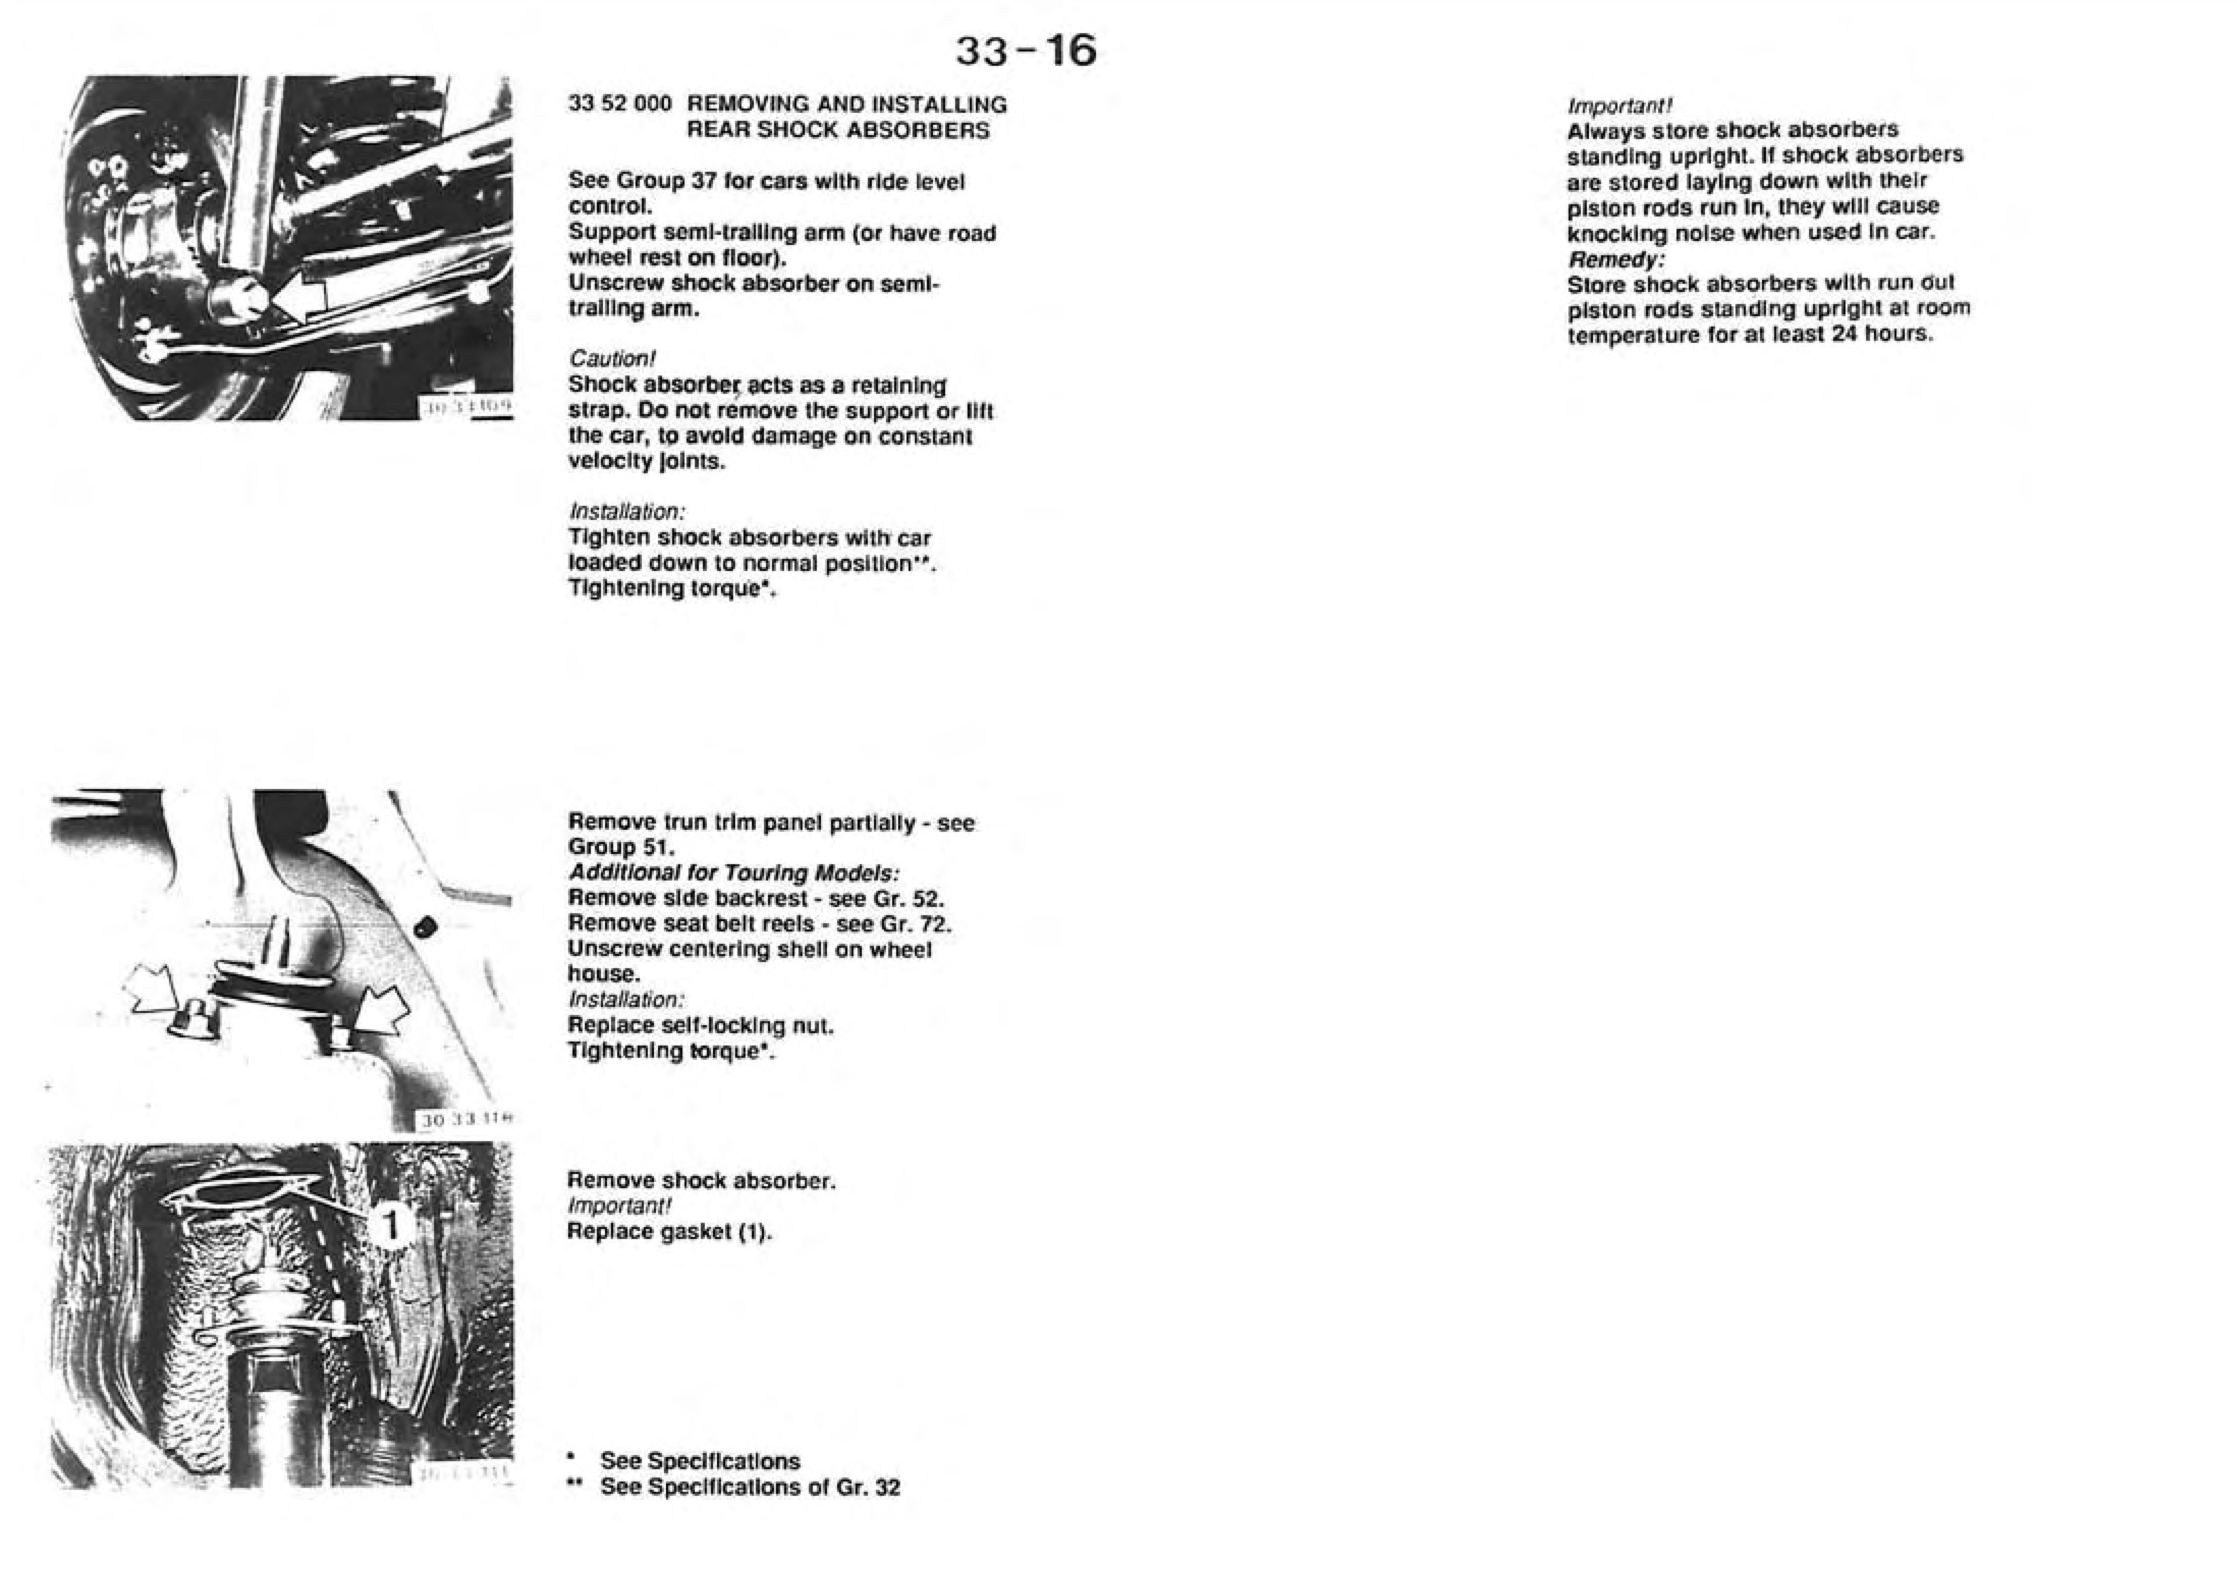 33-16
33 52 000 REMOVING AND INSTALLING
REAR SHOCK ABSORBERS
See Group 37 for cars with ride level
control.
Support semi-trailing arm (or have road
wheel rest on floor).
Unscrew shock absorber on semi-
trailing arm.
Caution!
Shock absorber acts as a retaining
strap. Do not remove the support or lift
the car, to avoid damage on constant
velocity joints.
Installation:
Tighten shock absorbers with car
loaded down to normal position**.
Tightening torque*.
Remove trun trim panel partially - see
Group 51.
Additional for Touring Models:
Remove side backrest - see Gr. 52.
Remove seat belt reels - see Gr. 72.
Unscrew centering shell on wheel
house.
Installation:
Replace self-locking nut.
Tightening torque*.
30 33
1
Remove shock absorber.
Important!
Replace gasket (1).
* See Specifications
** See Specifications of Gr. 32
Important!
Always store shock absorbers
standing upright. If shock absorbers
are stored laying down with their
piston rods run in, they will cause
knocking noise when used in car.
Remedy:
Store shock absorbers with run out
piston rods standing upright at room
temperature for at least 24 hours.